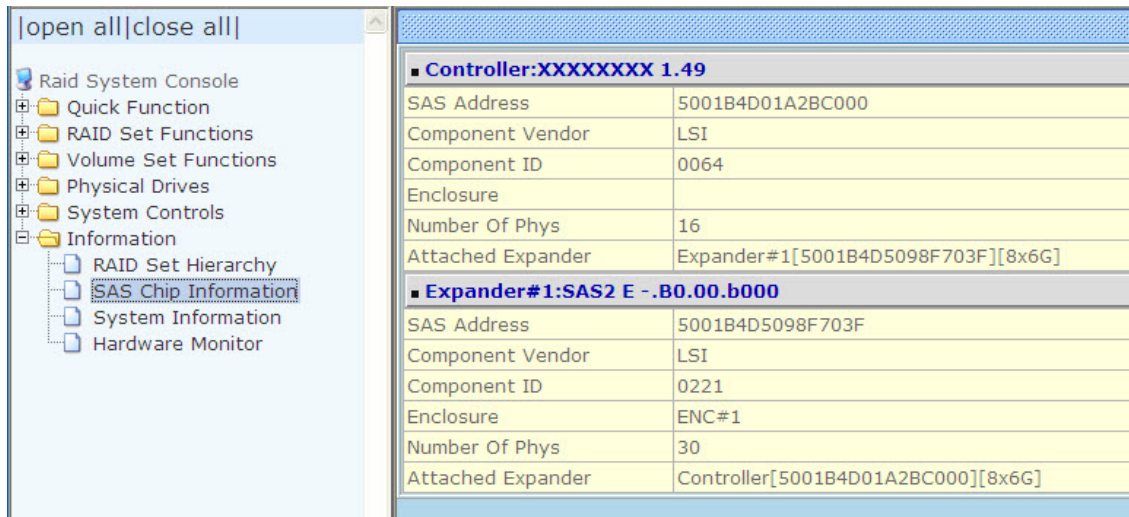 |open all|close all|
Raid System Console
Quick Function
RAID Set Functions
Volume Set Functions
Physical Drives
System Controls
Information
RAID Set Hierarchy
SAS Chip Information
System Information
Hardware Monitor
Controller:XXXXXXXX 1.49
SAS Address 5001B4D01A2BC000
Component Vendor LSI
Component ID 0064
Enclosure
Number Of Phys 16
Attached Expander Expander#1[5001B4D5098F703F][8x6G]
Expander#1:SAS2 E -.B0.00.b000
SAS Address 5001B4D5098F703F
Component Vendor LSI
Component ID 0221
Enclosure ENC#1
Number Of Phys 30
Attached Expander Controller[5001B4D01A2BC000][8x6G]